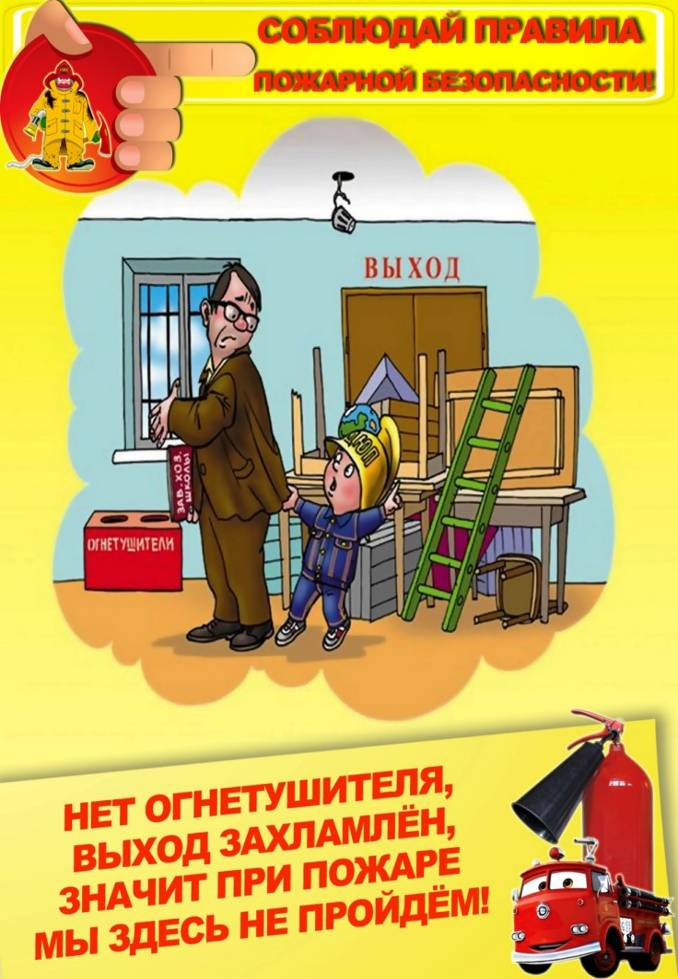 СОБЛЮДАЙ ПРАВИЛА
ПОЖАРНОЙ БЕЗОПАСНОСТИ!
ВЫХОД
ДЮП
ЗАВ. ХОЗ.
ШКОЛЫ
ОГНЕТУШИТЕЛИ
НЕТ ОГНЕТУШИТЕЛЯ,
ВЫХОД ЗАХЛАМЛЁН,
ЗНАЧИТ ПРИ ПОЖАРЕ
МЫ ЗДЕСЬ НЕ ПРОЙДЁМ!